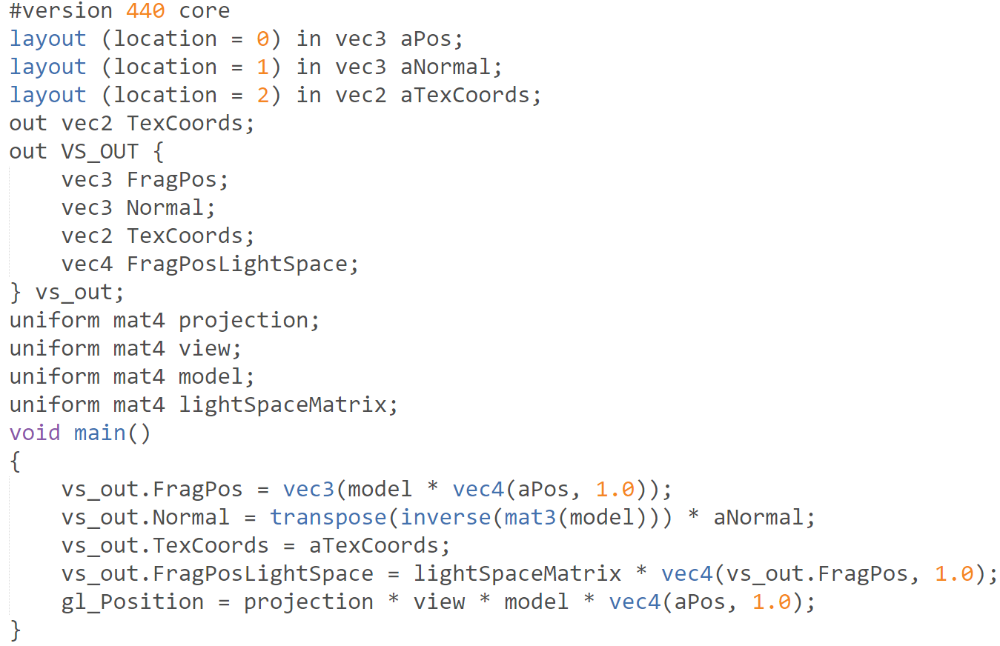 #version 440 core
layout (location = 0) in vec3 aPos;
layout (location = 1) in vec3 aNormal;
layout (location = 2) in vec2 aTexCoords;
out vec2 TexCoords;
out VS_OUT {
    vec3 FragPos;
    vec3 Normal;
    vec2 TexCoords;
    vec4 FragPosLightSpace;
} vs_out;
uniform mat4 projection;
uniform mat4 view;
uniform mat4 model;
uniform mat4 lightSpaceMatrix;
void main()
{
    vs_out.FragPos = vec3(model * vec4(aPos, 1.0));
    vs_out.Normal = transpose(inverse(mat3(model))) * aNormal;
    vs_out.TexCoords = aTexCoords;
    vs_out.FragPosLightSpace = lightSpaceMatrix * vec4(vs_out.FragPos, 1.0);
    gl_Position = projection * view * model * vec4(aPos, 1.0);
}